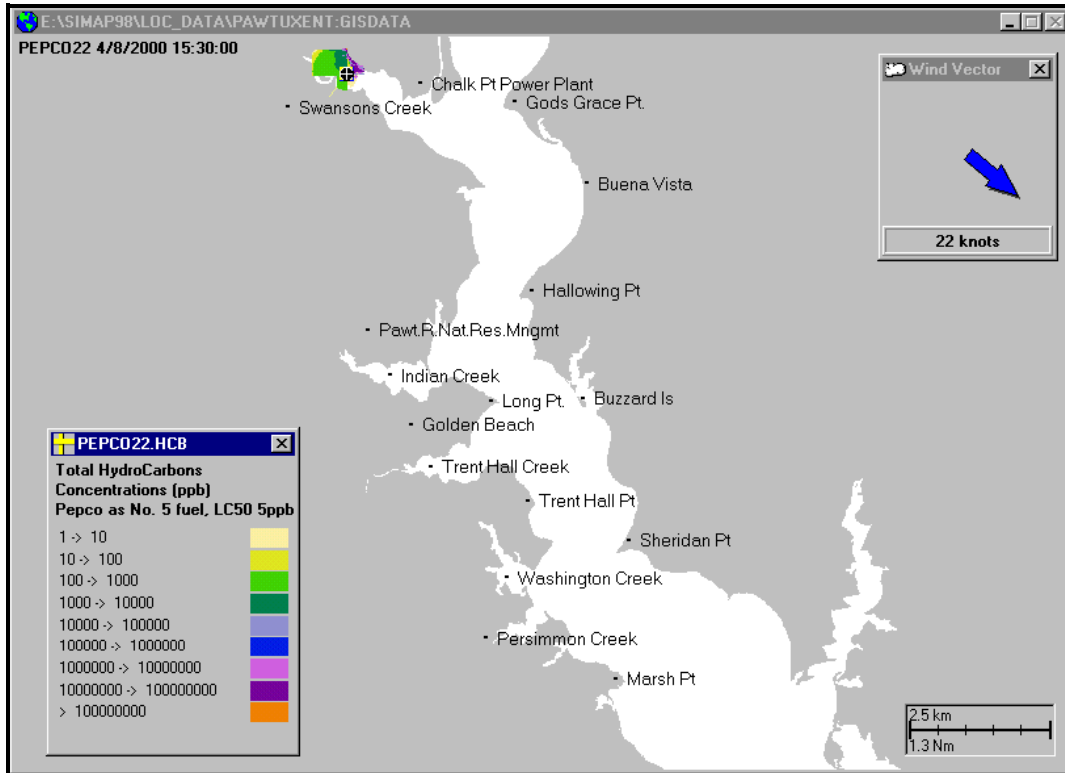 E:\SIMAP98\LOC_DATA\PAWTUXENT:GISDATA
PEPCO22 4/8/2000 15:30:00
Wind Vector
22 knots
Chalk Pt Power Plant
Gods Grace Pt.
Swansons Creek
Buena Vista
Hallowing Pt
Pawt.R.Nat.Res.Mngmt
Indian Creek
Long Pt.
Buzzard Is
Golden Beach
Trent Hall Creek
Trent Hall Pt
Sheridan Pt
Washington Creek
Persimmon Creek
Marsh Pt
PEPCO22.HCB
Total HydroCarbons
Concentrations (ppb)
Pepco as No. 5 fuel, LC50 5ppb
1 -> 10
10 -> 100
100 -> 1000
1000 -> 10000
10000 -> 100000
100000 -> 1000000
1000000 -> 10000000
10000000 -> 100000000
> 100000000
2.5 km
1.3 Nm